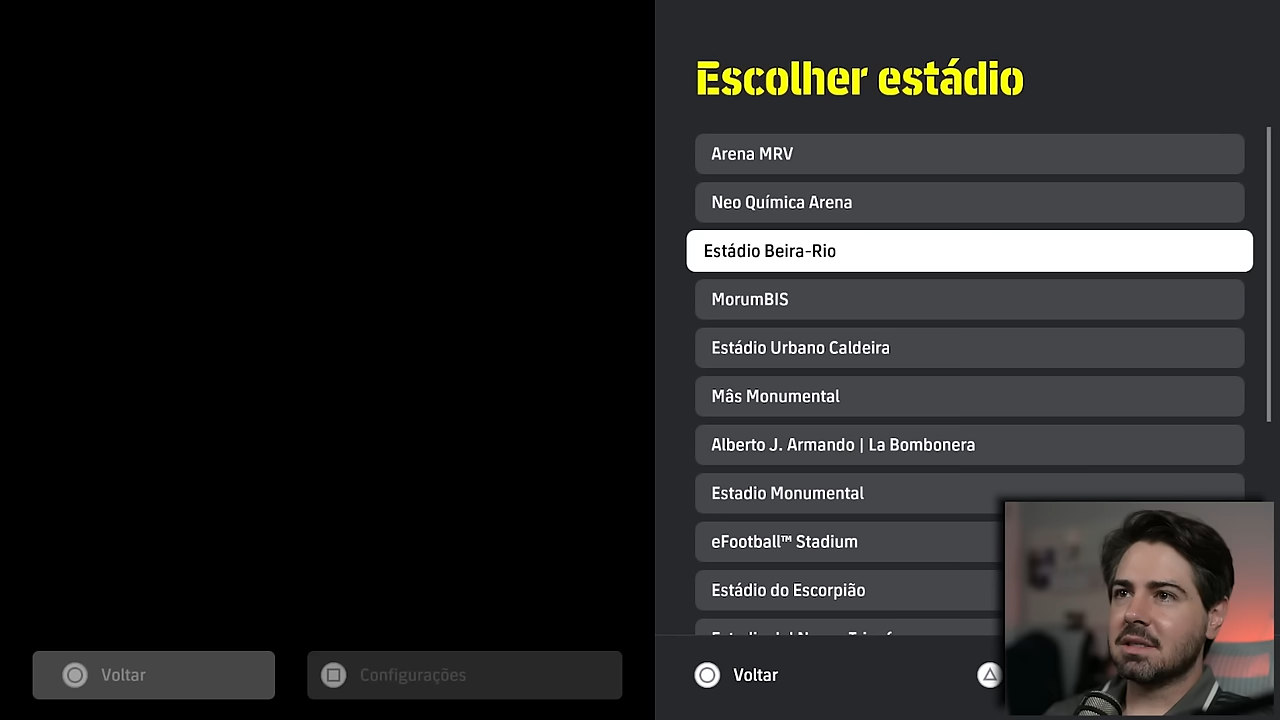 Escolher estádio
Arena MRV
Neo Química Arena
Estádio Beira-Rio
MorumBIS
Estádio Urbano Caldeira
Mâs Monumental
Alberto J. Armando | La Bombonera
Estadio Monumental
eFootball™ Stadium
Estádio do Escorpião
Voltar
Configurações
Voltar